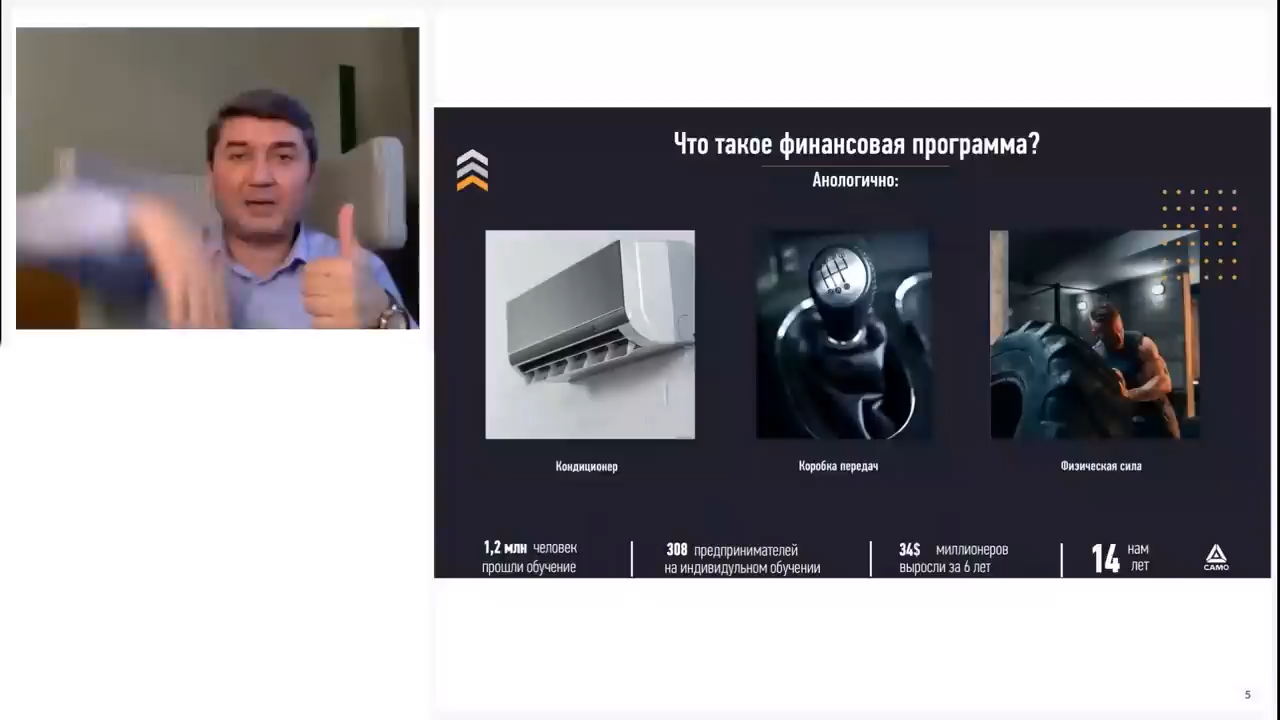 Что такое финансовая программа?
Анологично:
Кондиционер
Коробка передач
Физическая сила
1,2 млн человек
прошли обучение
308 предпринимателей
на индивидульном обучении
34$ миллионеров
выросли за 6 лет
14 нам
лет
САМО
5